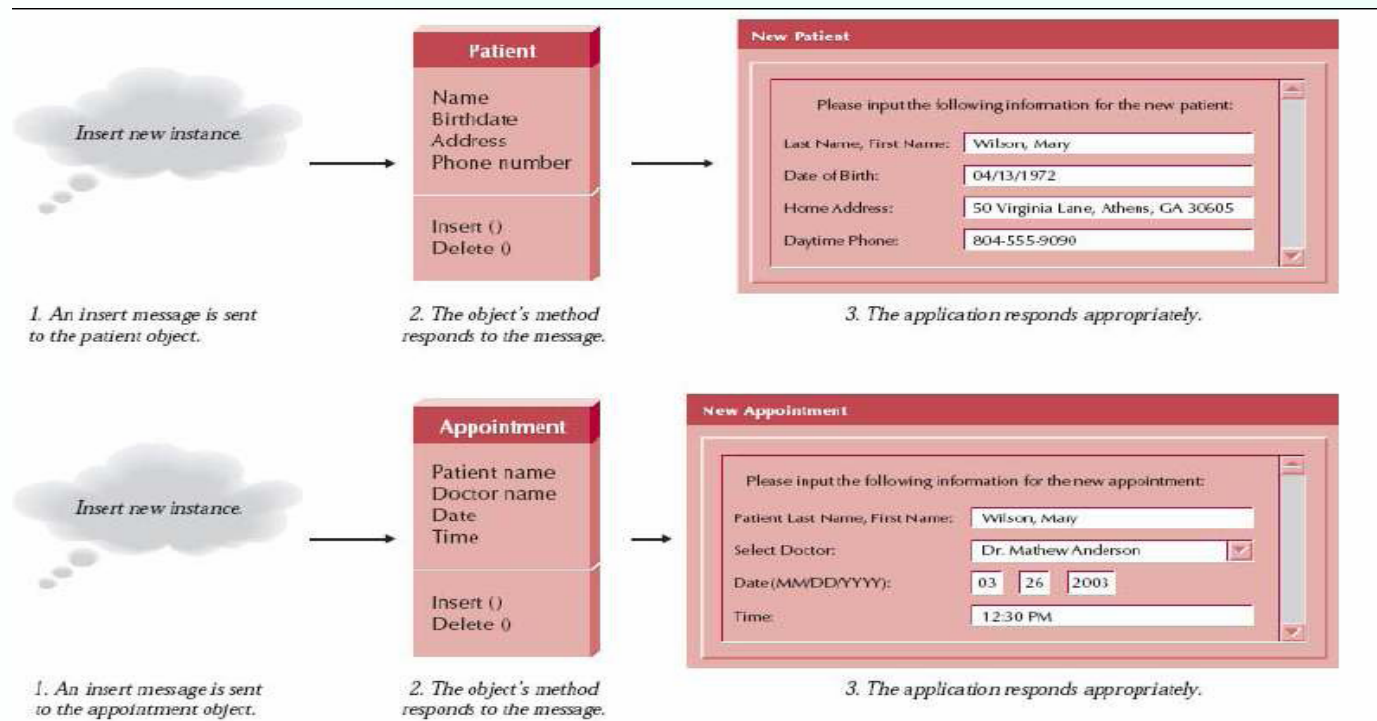 Insert new instance.
Patient
Name
Birthdate
Address
Phone number
Insert ()
Delete ()
New Patient
Please input the following information for the new patient:
Last Name, First Name: Wilson, Mary
Date of Birth: 04/13/1972
Home Address: 50 Virginia Lane, Athens, GA 30605
Daytime Phone: 804-555-9090
1. An insert message is sent
to the patient object.
2. The object's method
responds to the message.
3. The application responds appropriately.
Insert new instance.
Appointment
Patient name
Doctor name
Date
Time
Insert ()
Delete ()
New Appointment
Please input the following information for the new appointment:
Patient Last Name, First Name: Wilson, Mary
Select Doctor: Dr. Mathew Anderson
Date (MM/DD/YYYY): 03 26 2003
Time: 12:30 PM
1. An insert message is sent
to the appointment object.
2. The object's method
responds to the message.
3. The application responds appropriately.